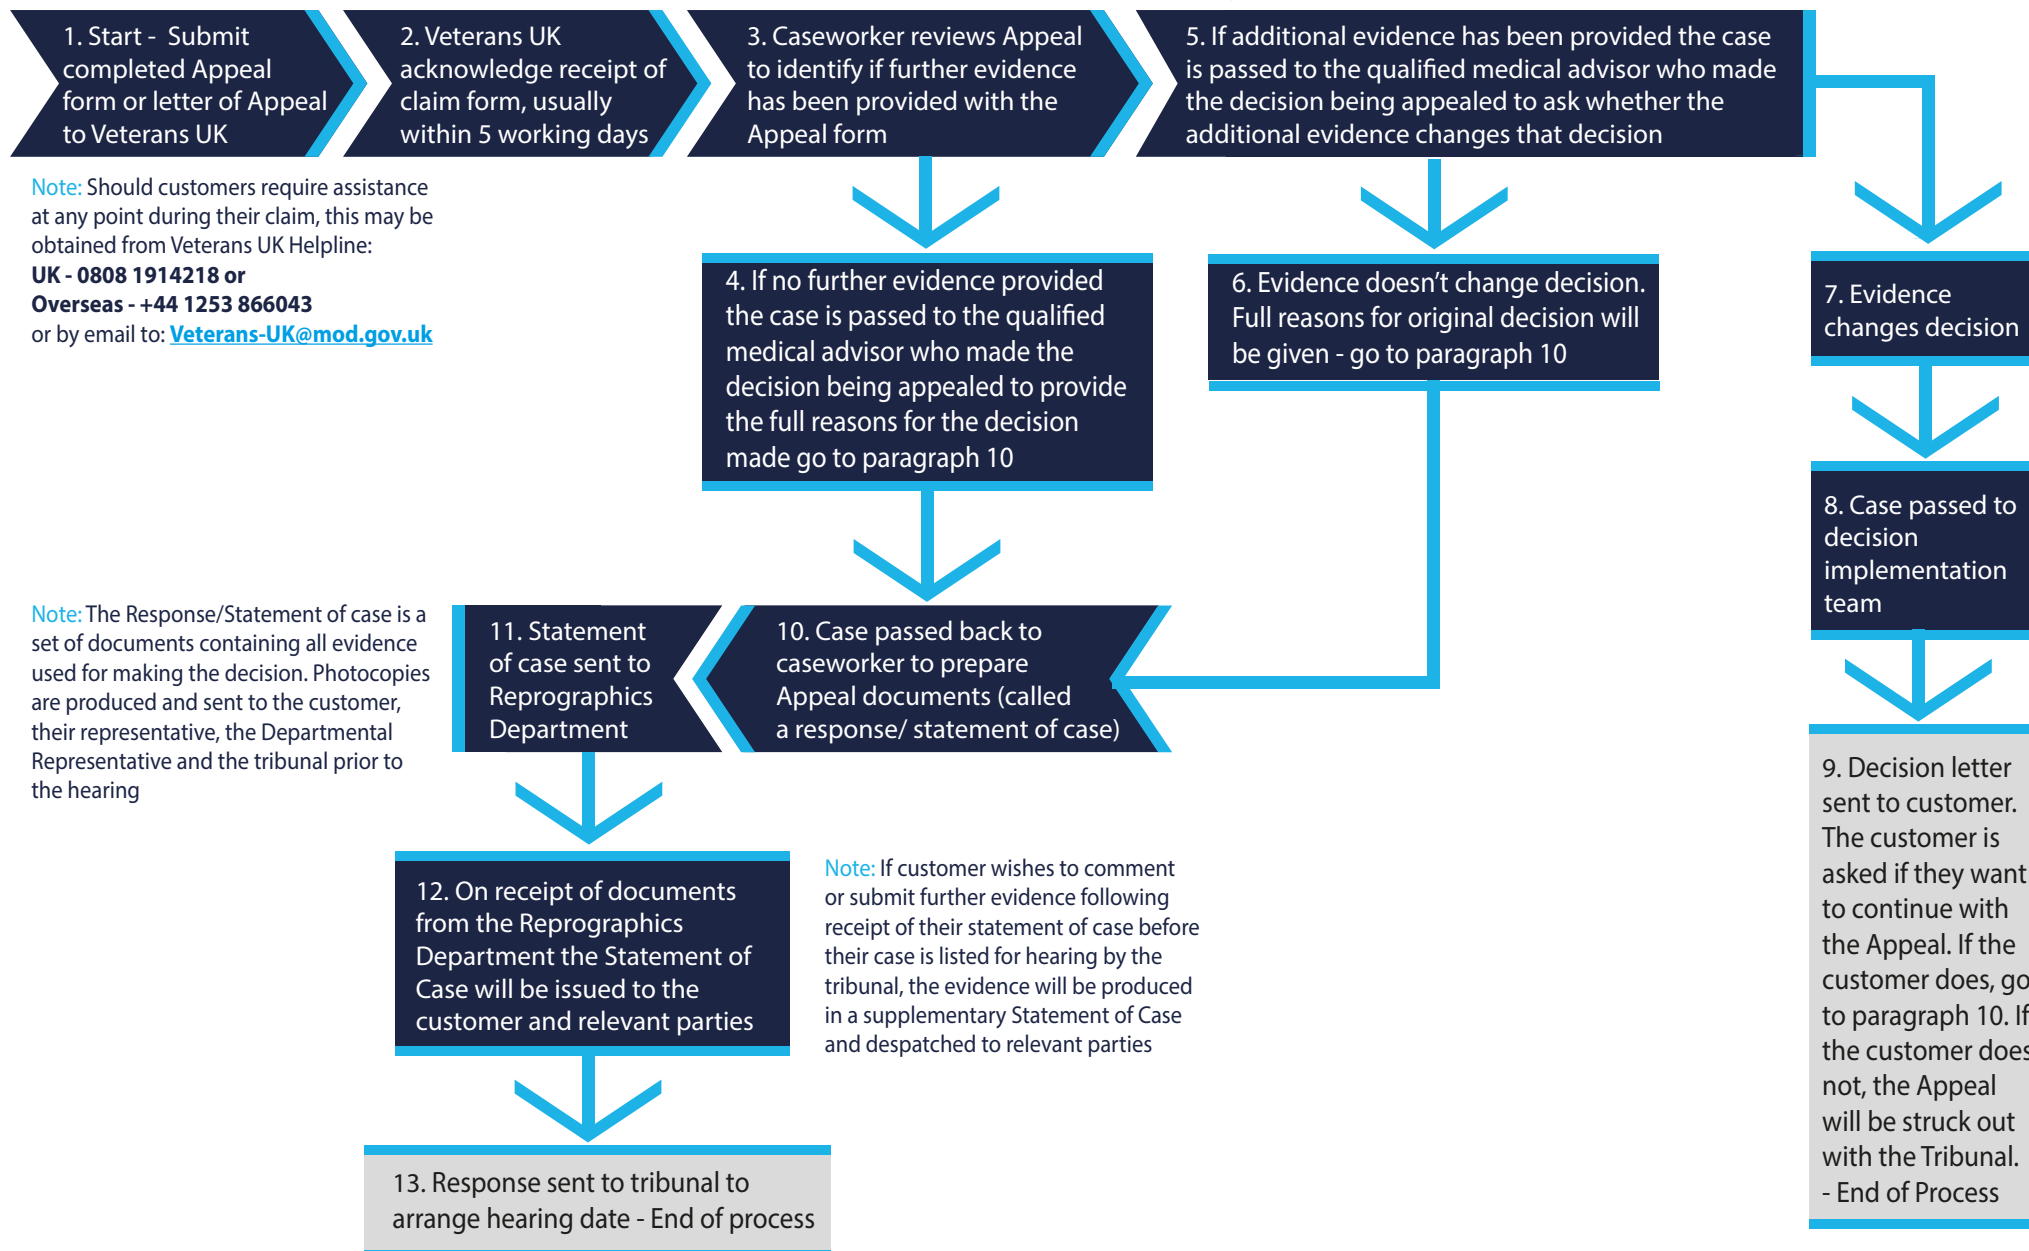 1. Start -  Submit
completed Appeal
form or letter of Appeal
to Veterans UK
2. Veterans UK
acknowledge receipt of
claim form, usually
within 5 working days
3. Caseworker reviews Appeal
to identify if further evidence
has been provided with the
Appeal form
5. If additional evidence has been provided the case
is passed to the qualified medical advisor who made
the decision being appealed to ask whether the
additional evidence changes that decision
Note: Should customers require assistance
at any point during their claim, this may be
obtained from Veterans UK Helpline:
UK - 0808 1914218 or
Overseas - +44 1253 866043
or by email to: Veterans-UK@mod.gov.uk
4. If no further evidence provided
the case is passed to the qualified
medical advisor who made the
decision being appealed to provide
the full reasons for the decision
made go to paragraph 10
6. Evidence doesn’t change decision.
Full reasons for original decision will
be given - go to paragraph 10
7. Evidence
changes decision
8. Case passed to
decision
implementation
team
Note: The Response/Statement of case is a
set of documents containing all evidence
used for making the decision. Photocopies
are produced and sent to the customer,
their representative, the Departmental
Representative and the tribunal prior to
the hearing
11. Statement
of case sent to
Reprographics
Department
10. Case passed back to
caseworker to prepare
Appeal documents (called
a response/ statement of case)
9. Decision letter
sent to customer.
The customer is
asked if they want
to continue with
the Appeal. If the
customer does, go
to paragraph 10. If
the customer does
not, the Appeal
will be struck out
with the Tribunal.
- End of Process
12. On receipt of documents
from the Reprographics
Department the Statement of
Case will be issued to the
customer and relevant parties
Note: If customer wishes to comment
or submit further evidence following
receipt of their statement of case before
their case is listed for hearing by the
tribunal, the evidence will be produced
in a supplementary Statement of Case
and despatched to relevant parties
13. Response sent to tribunal to
arrange hearing date - End of process